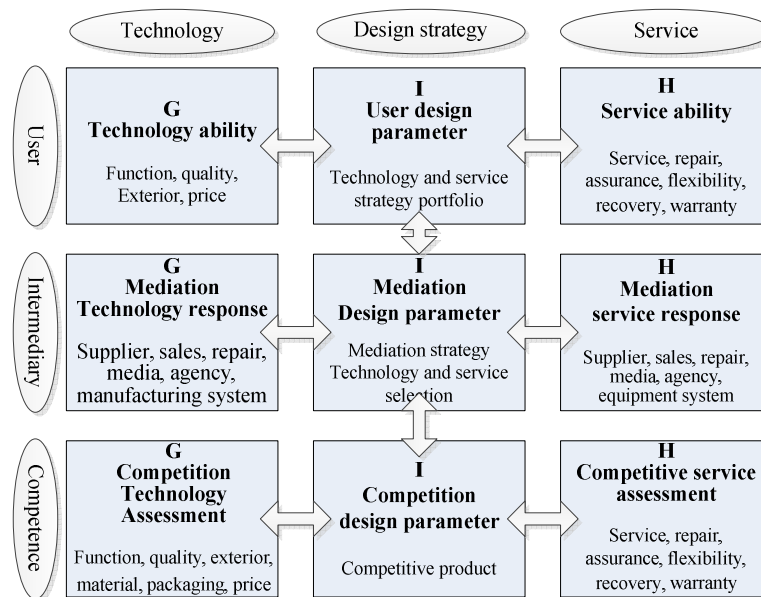 Technology
Design strategy
Service
User
G
Technology ability
Function, quality,
Exterior, price
I
User design
parameter
Technology and service
strategy portfolio
H
Service ability
Service, repair,
assurance, flexibility,
recovery, warranty
Intermediary
G
Mediation
Technology response
Supplier, sales, repair,
media, agency,
manufacturing system
I
Mediation
Design parameter
Mediation strategy
Technology and service
selection
H
Mediation
service response
Supplier, sales, repair,
media, agency,
equipment system
Competence
G
Competition
Technology
Assessment
Function, quality, exterior,
material, packaging, price
I
Competition
design parameter
Competitive product
H
Competitive service
assessment
Service, repair,
assurance, flexibility,
recovery, warranty